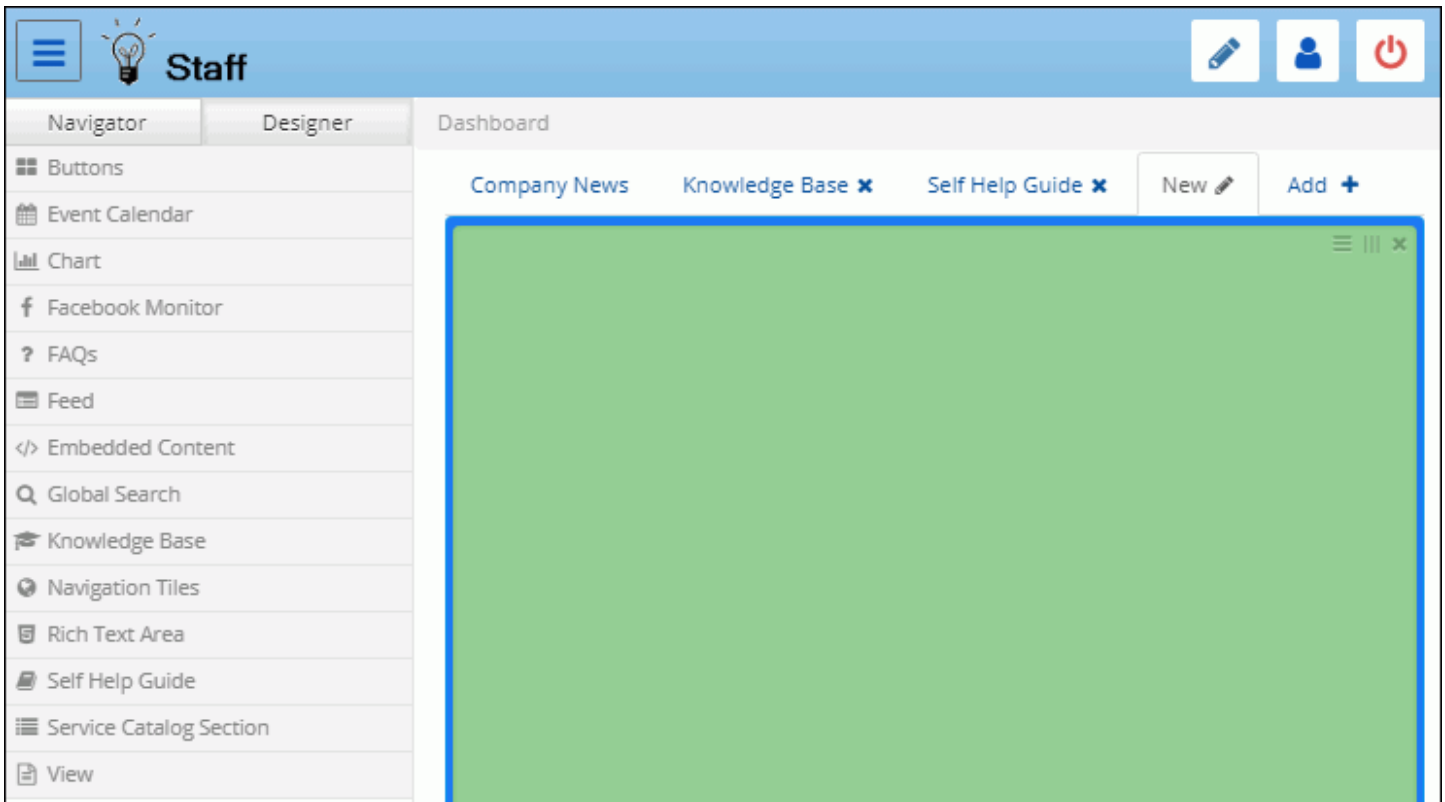 Staff
Navigator Designer Dashboard
Buttons
Company News Knowledge Base Self Help Guide New Add
Event Calendar
Chart
Facebook Monitor
FAQs
Feed
Embedded Content
Global Search
Knowledge Base
Navigation Tiles
Rich Text Area
Self Help Guide
Service Catalog Section
View